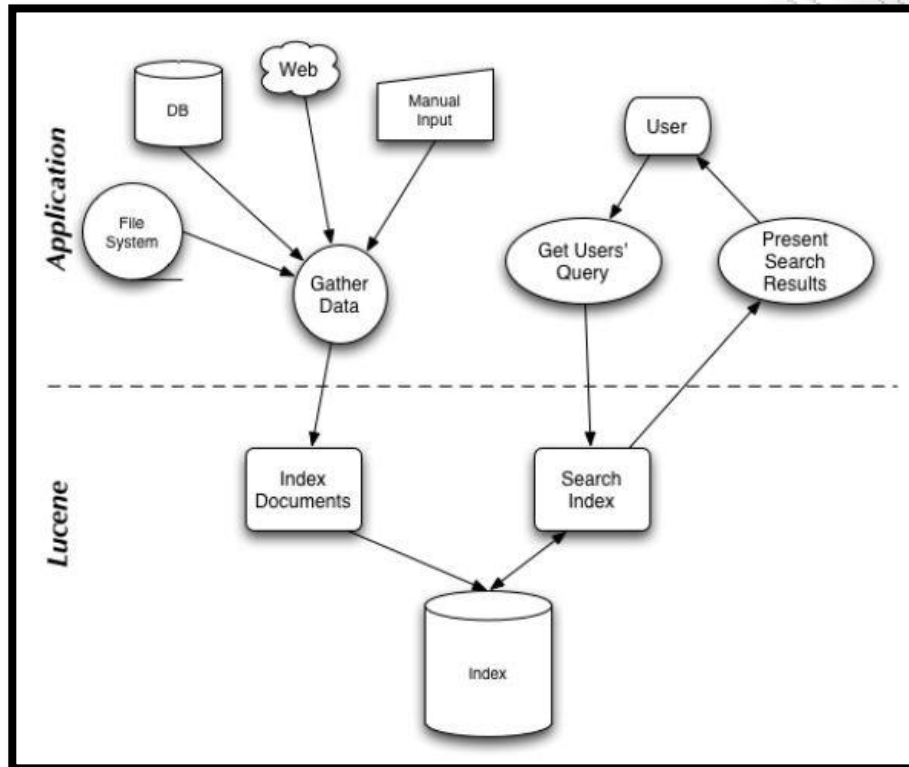 Application
DB
Web
Manual
Input
File
System
Gather
Data
User
Get Users'
Query
Present
Search
Results
Lucene
Index
Documents
Search
Index
Index